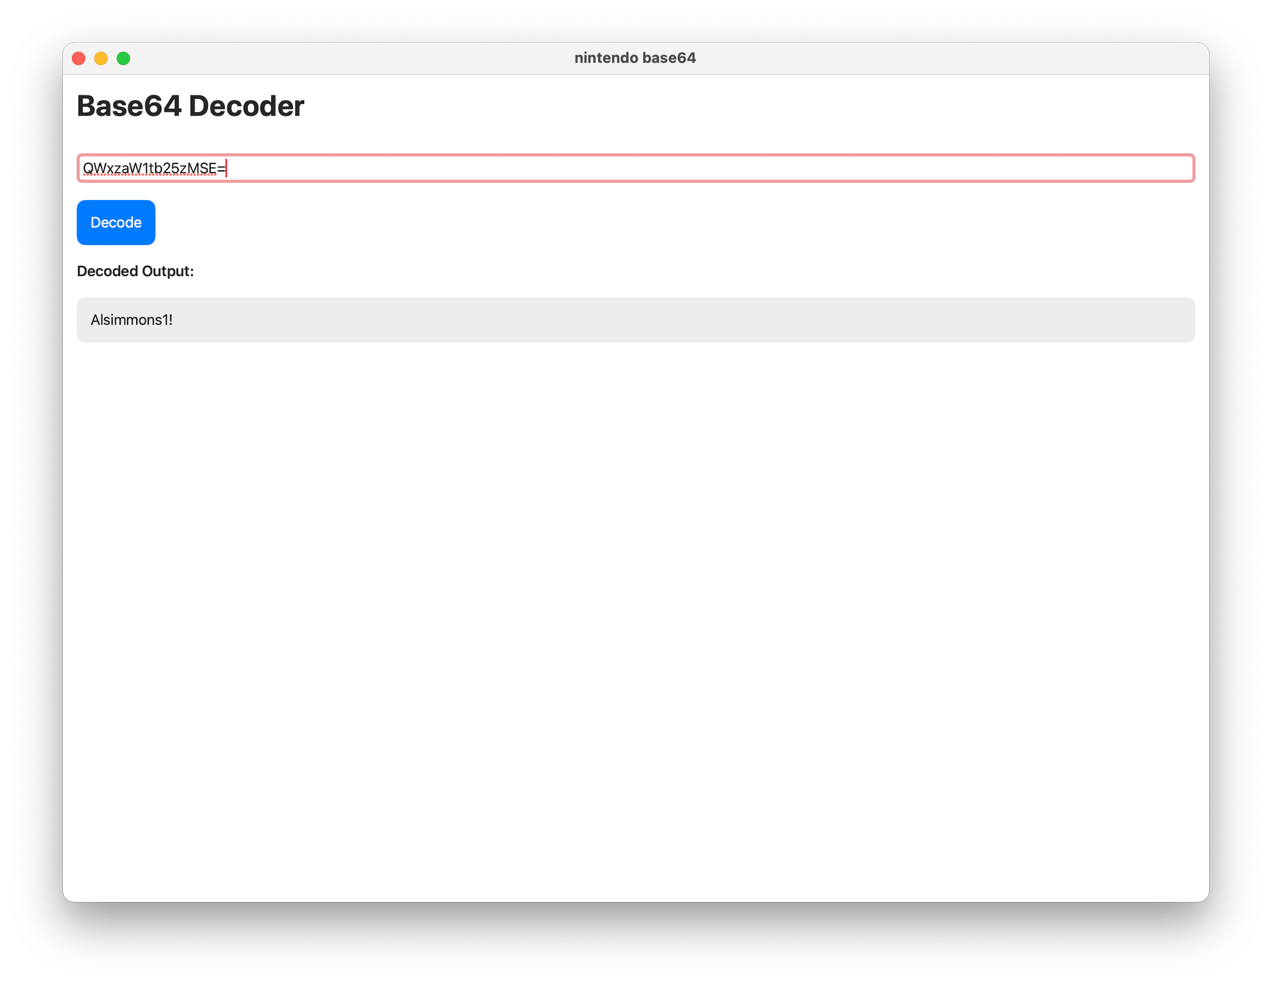 nintendo base64
Base64 Decoder
QWxzaW1tb25zMSE=
Decode
Decoded Output:
Alsimmons1!